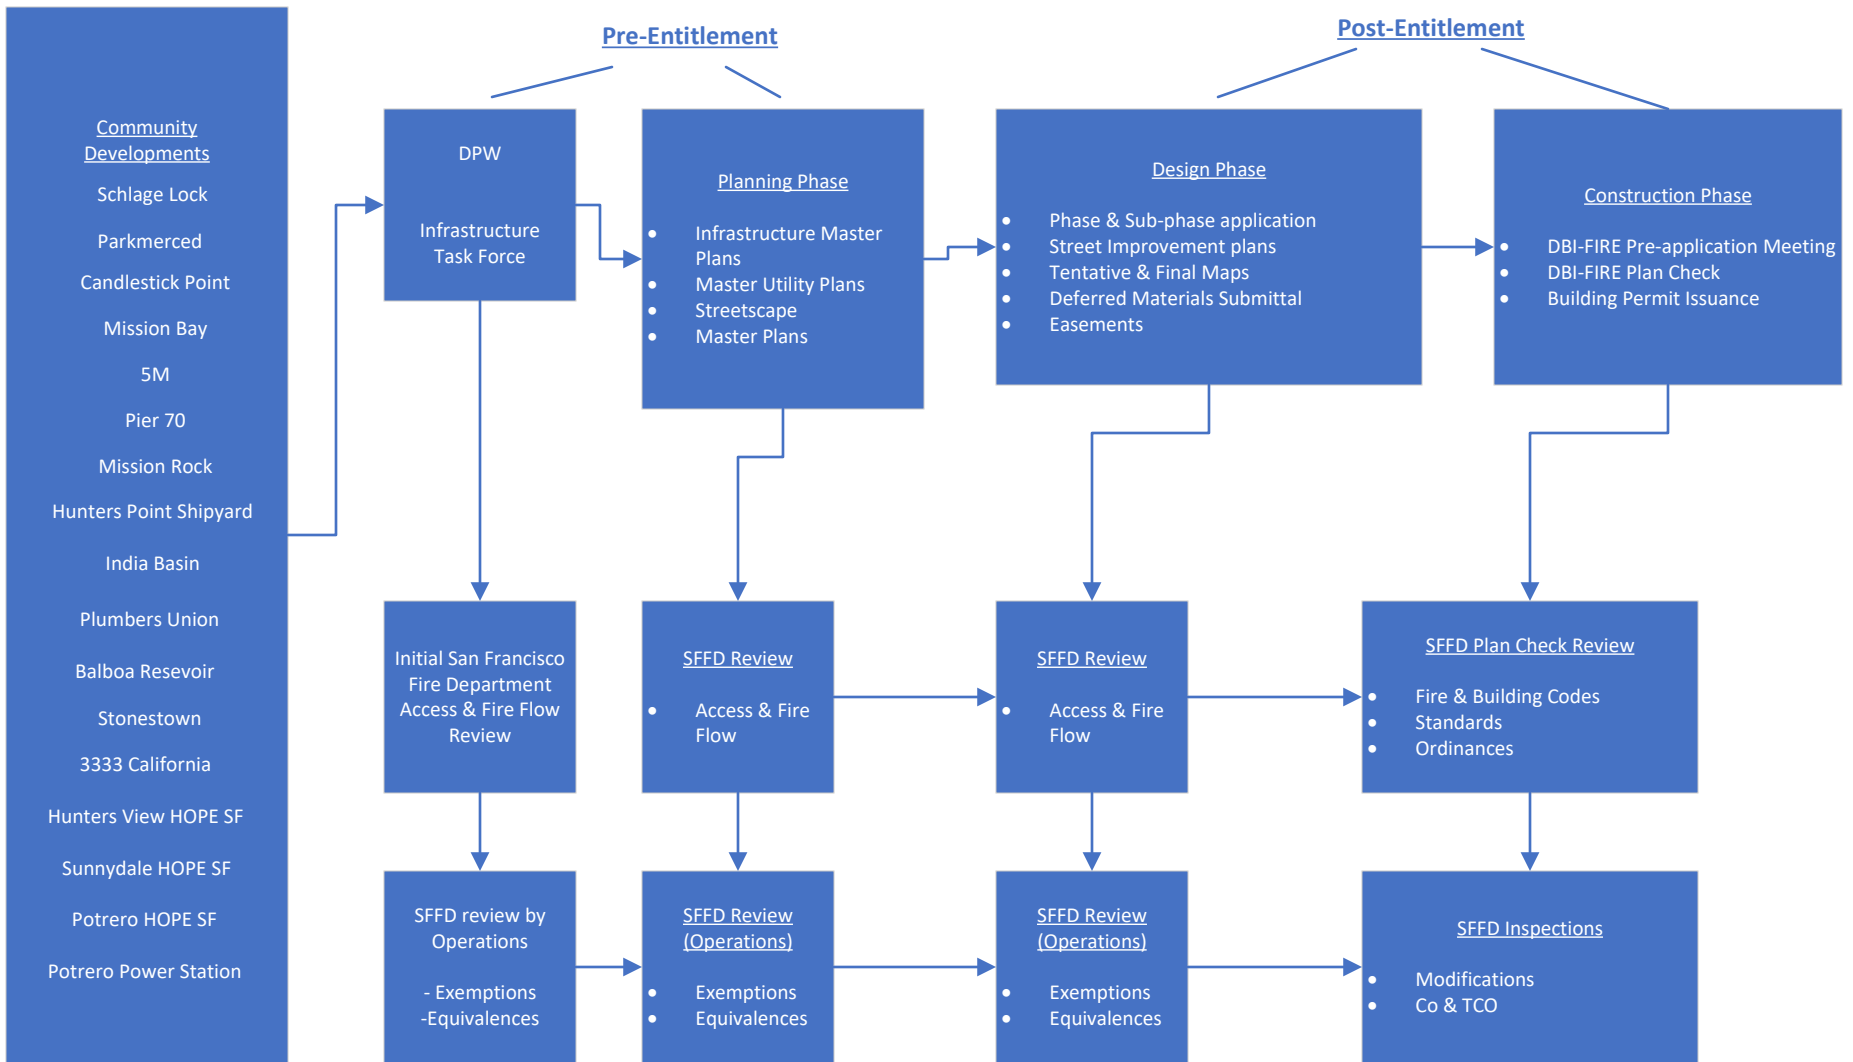 Pre-Entitlement
Post-Entitlement
Community
Developments
Schlage Lock
Parkmerced
Candlestick Point
Mission Bay
5M
Pier 70
Mission Rock
Hunters Point Shipyard
India Basin
Plumbers Union
Balboa Resevoir
Stonestown
3333 California
Hunters View HOPE SF
Sunnydale HOPE SF
Potrero HOPE SF
Potrero Power Station
DPW
Infrastructure
Task Force
Planning Phase
• Infrastructure Master
Plans
• Master Utility Plans
• Streetscape
• Master Plans
Design Phase
• Phase & Sub-phase application
• Street Improvement plans
• Tentative & Final Maps
• Deferred Materials Submittal
• Easements
Construction Phase
• DBI-FIRE Pre-application Meeting
• DBI-FIRE Plan Check
• Building Permit Issuance
Initial San Francisco
Fire Department
Access & Fire Flow
Review
SFFD Review
• Access & Fire
Flow
SFFD Review
• Access & Fire
Flow
SFFD Plan Check Review
• Fire & Building Codes
• Standards
• Ordinances
SFFD review by
Operations
- Exemptions
-Equivalences
SFFD Review
(Operations)
• Exemptions
• Equivalences
SFFD Review
(Operations)
• Exemptions
• Equivalences
SFFD Inspections
• Modifications
• Co & TCO